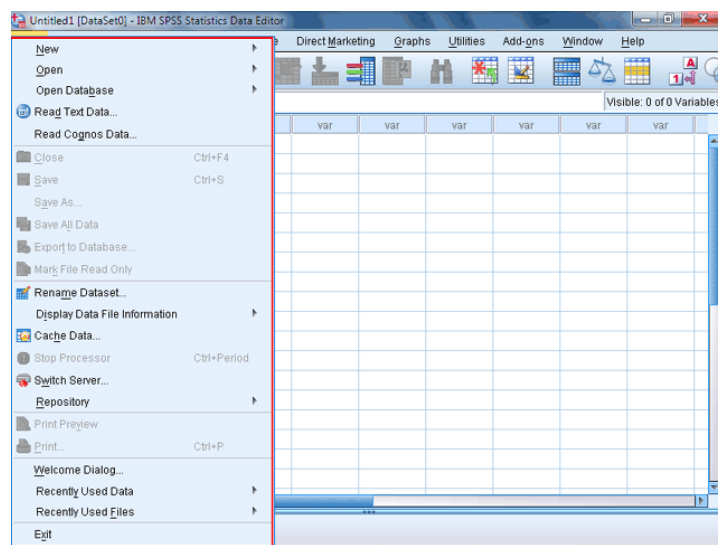 Untitled1 [DataSet0] - IBM SPSS Statistics Data Editor
Direct Marketing Graphs Utilities Add-ons Window Help
New
Open
Open Database
Read Text Data...
Read Cognos Data...
Close Ctrl+F4
Save Ctrl+S
Save As...
Save All Data
Export to Database...
Mark File Read Only
Rename Dataset...
Display Data File Information
Cache Data...
Stop Processor Ctrl+Period
Switch Server...
Repository
Print Preview
Print... Ctrl+P
Welcome Dialog...
Recently Used Data
Recently Used Files
Exit
A
1
Visible: 0 of 0 Variables
var var var var var var